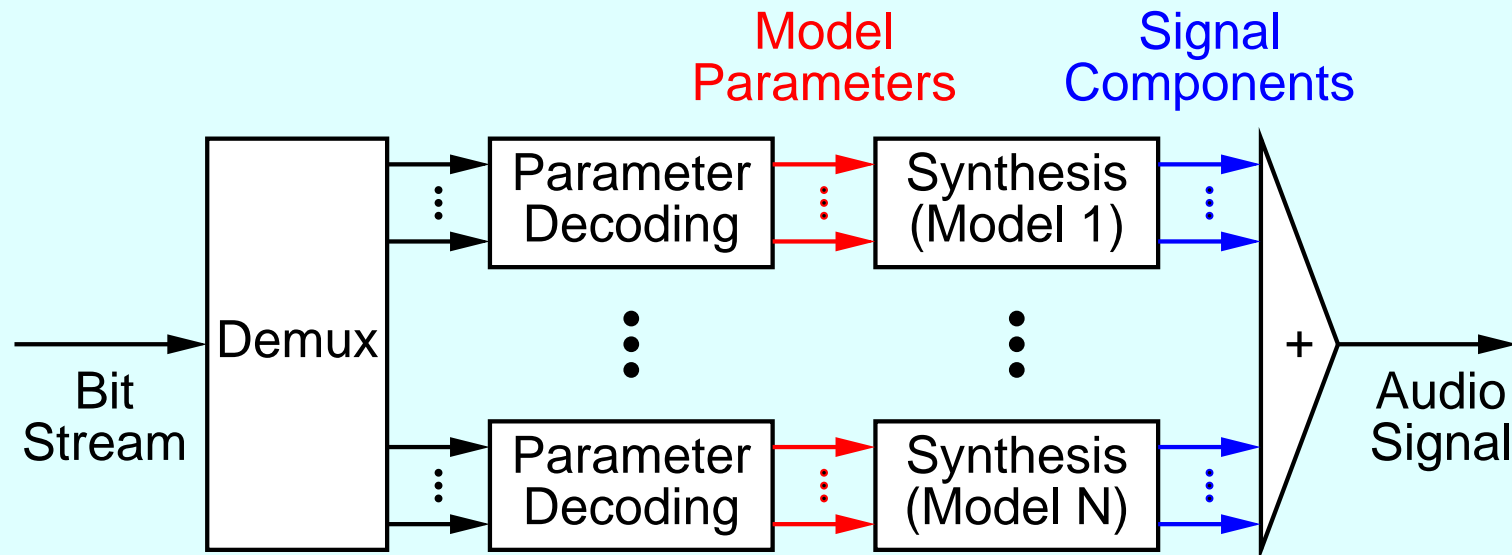 Model
Parameters
Signal
Components
Parameter
Decoding
Synthesis
(Model 1)
Demux
+
Bit
Stream
Audio
Signal
Parameter
Decoding
Synthesis
(Model N)